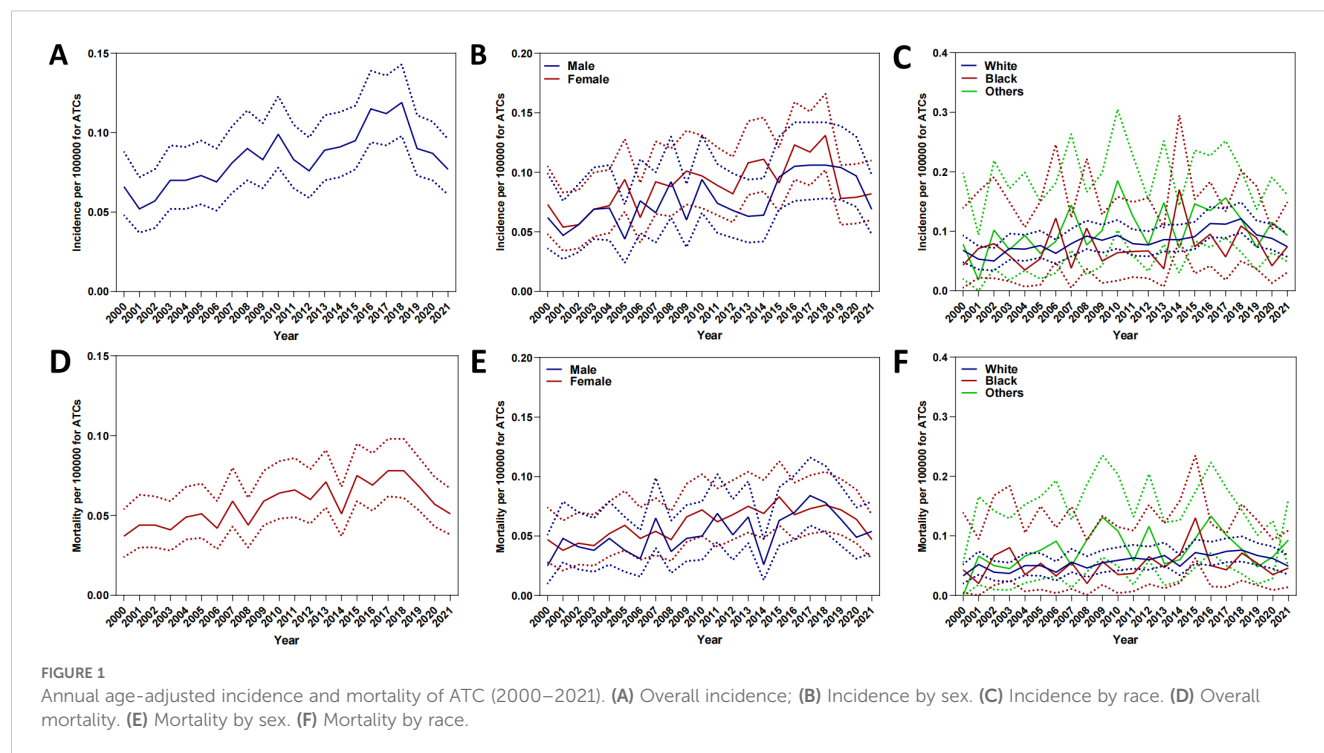 A
0.15
0.10
0.05
0.00
Incidence per 100000 for ATCs
2000 2001 2002 2003 2004 2005 2006 2007 2008 2009 2010 2011 2012 2013 2014 2015 2016 2017 2018 2019 2020 2021
Year
B
0.20
0.15
0.10
0.05
0.00
Incidence per 100000 for ATCs
Male
Female
2000 2001 2002 2003 2004 2005 2006 2007 2008 2009 2010 2011 2012 2013 2014 2015 2016 2017 2018 2019 2020 2021
Year
C
0.4
0.3
0.2
0.1
0.0
Incidence per 100000 for ATCs
White
Black
Others
2000 2001 2002 2003 2004 2005 2006 2007 2008 2009 2010 2011 2012 2013 2014 2015 2016 2017 2018 2019 2020 2021
Year
D
0.15
0.10
0.05
0.00
Mortality per 100000 for ATCs
2000 2001 2002 2003 2004 2005 2006 2007 2008 2009 2010 2011 2012 2013 2014 2015 2016 2017 2018 2019 2020 2021
Year
E
0.20
0.15
0.10
0.05
0.00
Mortality per 100000 for ATCs
Male
Female
2000 2001 2002 2003 2004 2005 2006 2007 2008 2009 2010 2011 2012 2013 2014 2015 2016 2017 2018 2019 2020 2021
Year
F
0.4
0.3
0.2
0.1
0.0
Mortality per 100000 for ATCs
White
Black
Others
2000 2001 2002 2003 2004 2005 2006 2007 2008 2009 2010 2011 2012 2013 2014 2015 2016 2017 2018 2019 2020 2021
Year
FIGURE 1
Annual age-adjusted incidence and mortality of ATC (2000–2021). (A) Overall incidence; (B) Incidence by sex. (C) Incidence by race. (D) Overall
mortality. (E) Mortality by sex. (F) Mortality by race.